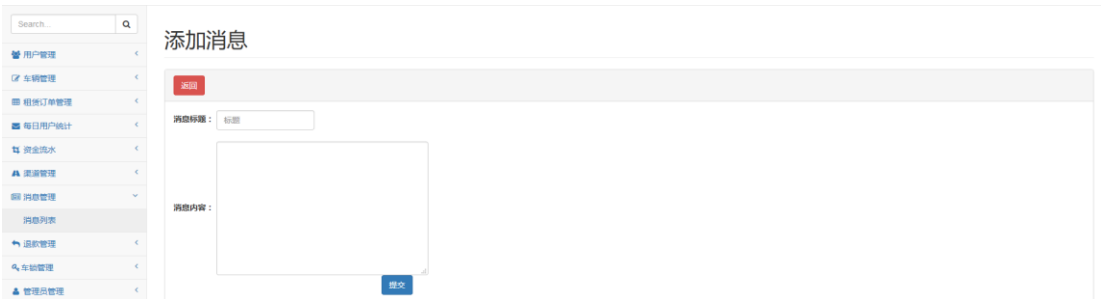 Search...
用户管理
车辆管理
租赁订单管理
每日用户统计
资金流水
渠道管理
消息管理
消息列表
退款管理
车锁管理
管理员管理
添加消息
返回
消息标题： 标题
消息内容：
提交